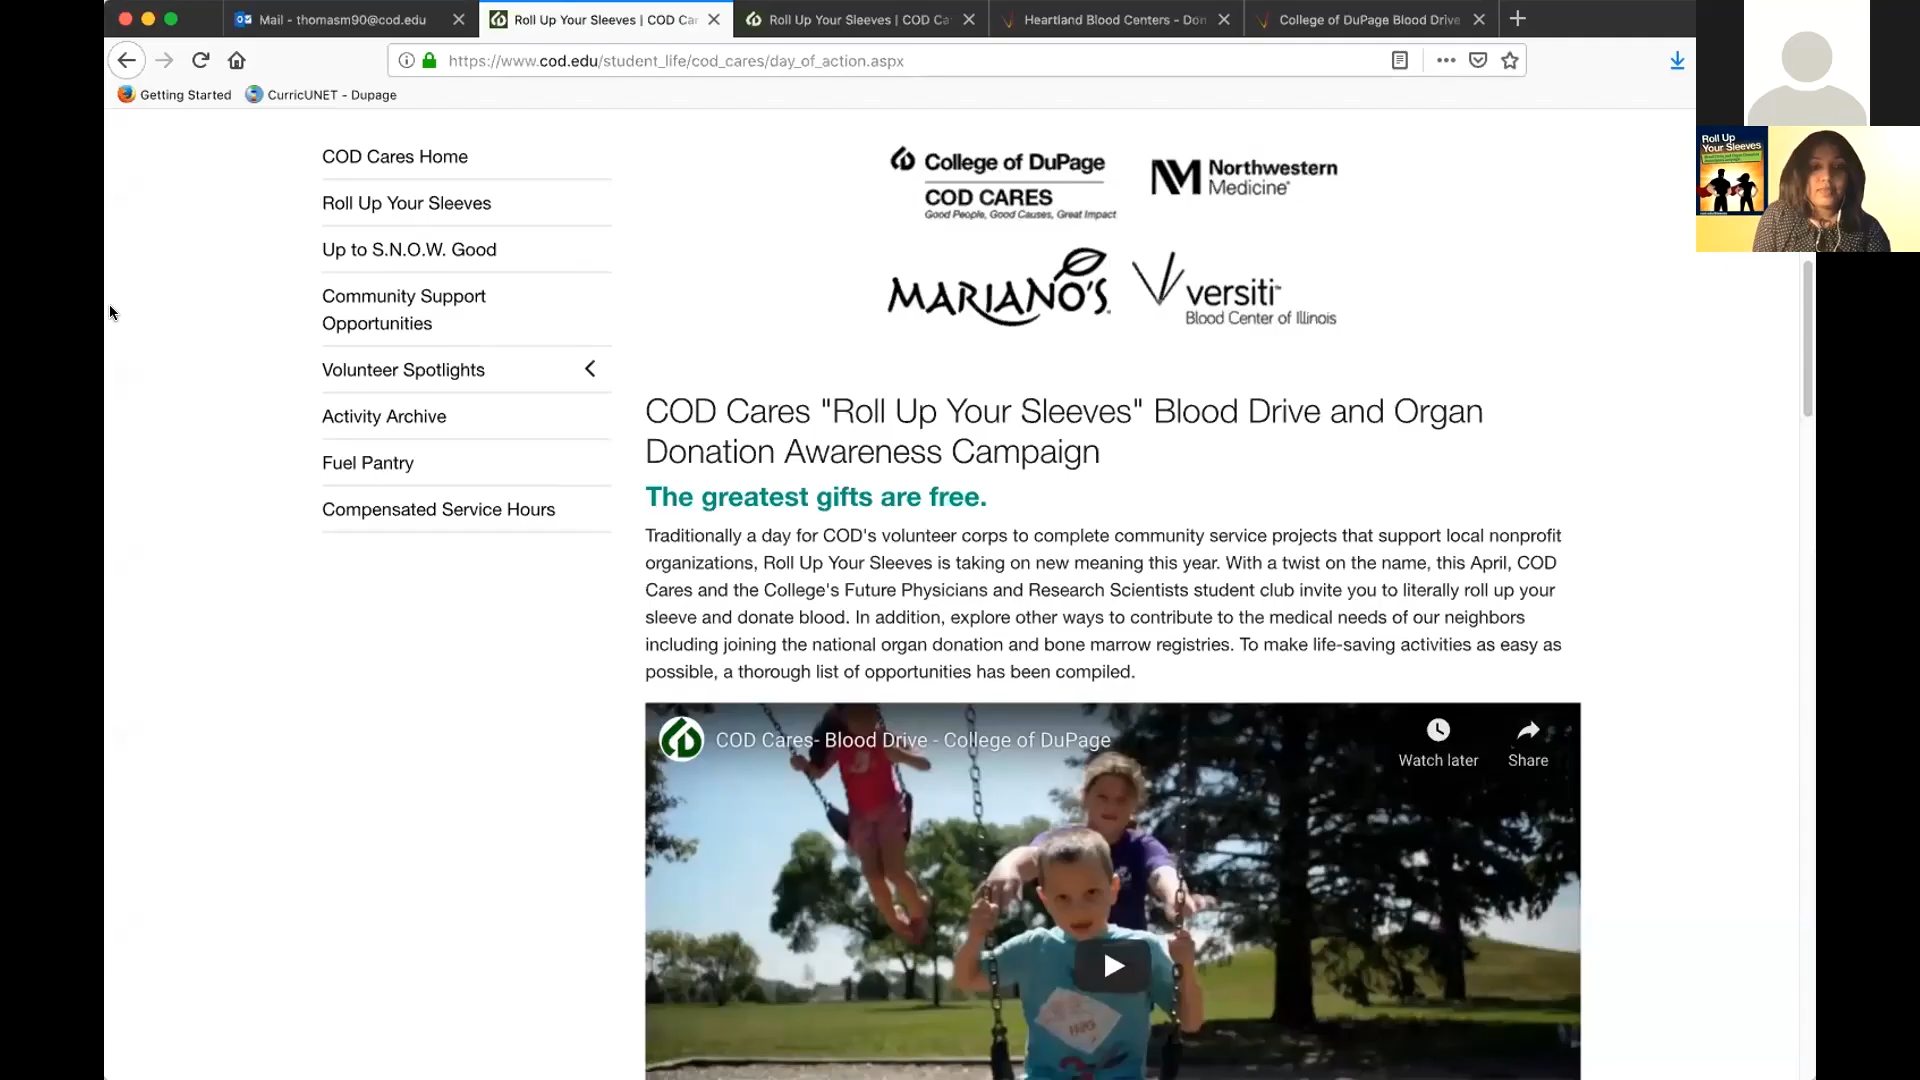 Mail - thomasm90@cod.edu
Roll Up Your Sleeves | COD Car
Roll Up Your Sleeves | COD Ca
Heartland Blood Centers - Don
College of DuPage Blood Drive
https://www.cod.edu/student_life/cod_cares/day_of_action.aspx
Getting Started
CurricUNET - Dupage
COD Cares Home
Roll Up Your Sleeves
Up to S.N.O.W. Good
Community Support
Opportunities
Volunteer Spotlights
Activity Archive
Fuel Pantry
Compensated Service Hours
College of DuPage
COD CARES
Good People, Good Causes, Great Impact
Northwestern
Medicine
MARIANO'S
versiti™
Blood Center of Illinois
COD Cares "Roll Up Your Sleeves" Blood Drive and Organ
Donation Awareness Campaign
The greatest gifts are free.
Traditionally a day for COD's volunteer corps to complete community service projects that support local nonprofit
organizations, Roll Up Your Sleeves is taking on new meaning this year. With a twist on the name, this April, COD
Cares and the College's Future Physicians and Research Scientists student club invite you to literally roll up your
sleeve and donate blood. In addition, explore other ways to contribute to the medical needs of our neighbors
including joining the national organ donation and bone marrow registries. To make life-saving activities as easy as
possible, a thorough list of opportunities has been compiled.
COD Cares- Blood Drive - College of DuPage
Watch later
Share
Roll Up
Your Sleeves